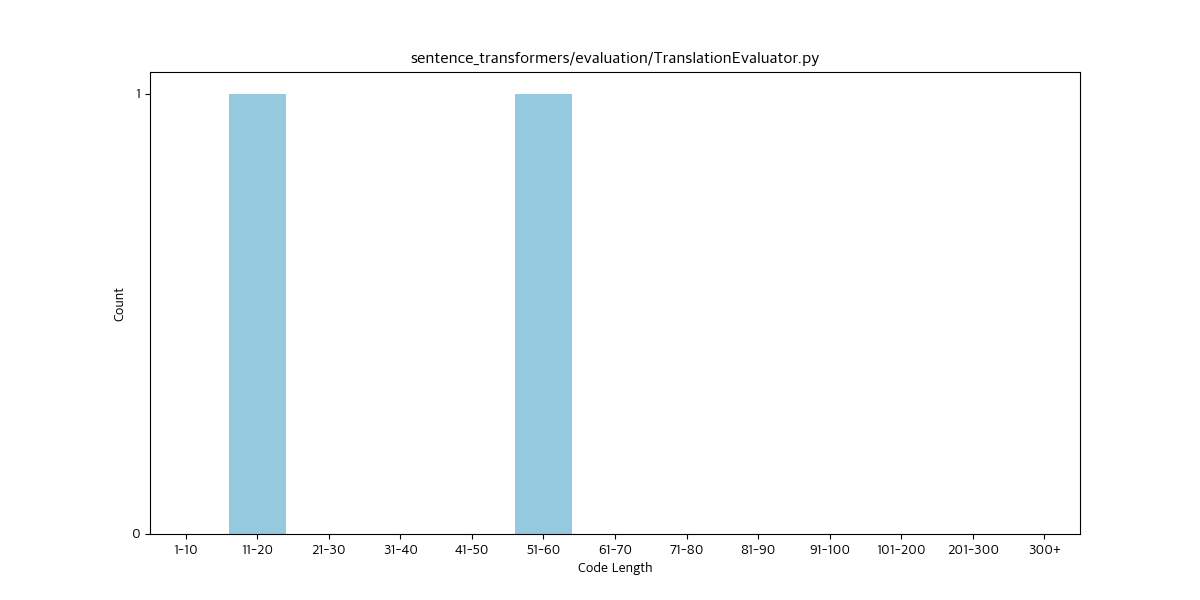 sentence_transformers/evaluation/TranslationEvaluator.py
1
Count
0
1-10 11-20 21-30 31-40 41-50 51-60 61-70 71-80 81-90 91-100 101-200 201-300 300+
Code Length